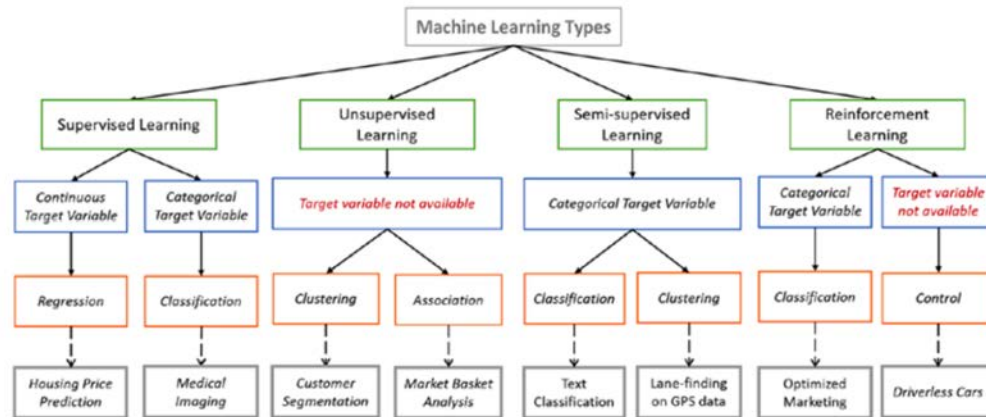 Machine Learning Types
Supervised Learning
Unsupervised
Learning
Semi-supervised
Learning
Reinforcement
Learning
Continuous
Target Variable
Categorical
Target Variable
Target variable not available
Categorical Target Variable
Categorical
Target Variable
Target variable
not available
Regression
Classification
Clustering
Association
Classification
Clustering
Classification
Control
Housing Price
Prediction
Medical
Imaging
Customer
Segmentation
Market Basket
Analysis
Text
Classification
Lane-finding
on GPS data
Optimized
Marketing
Driverless Cars